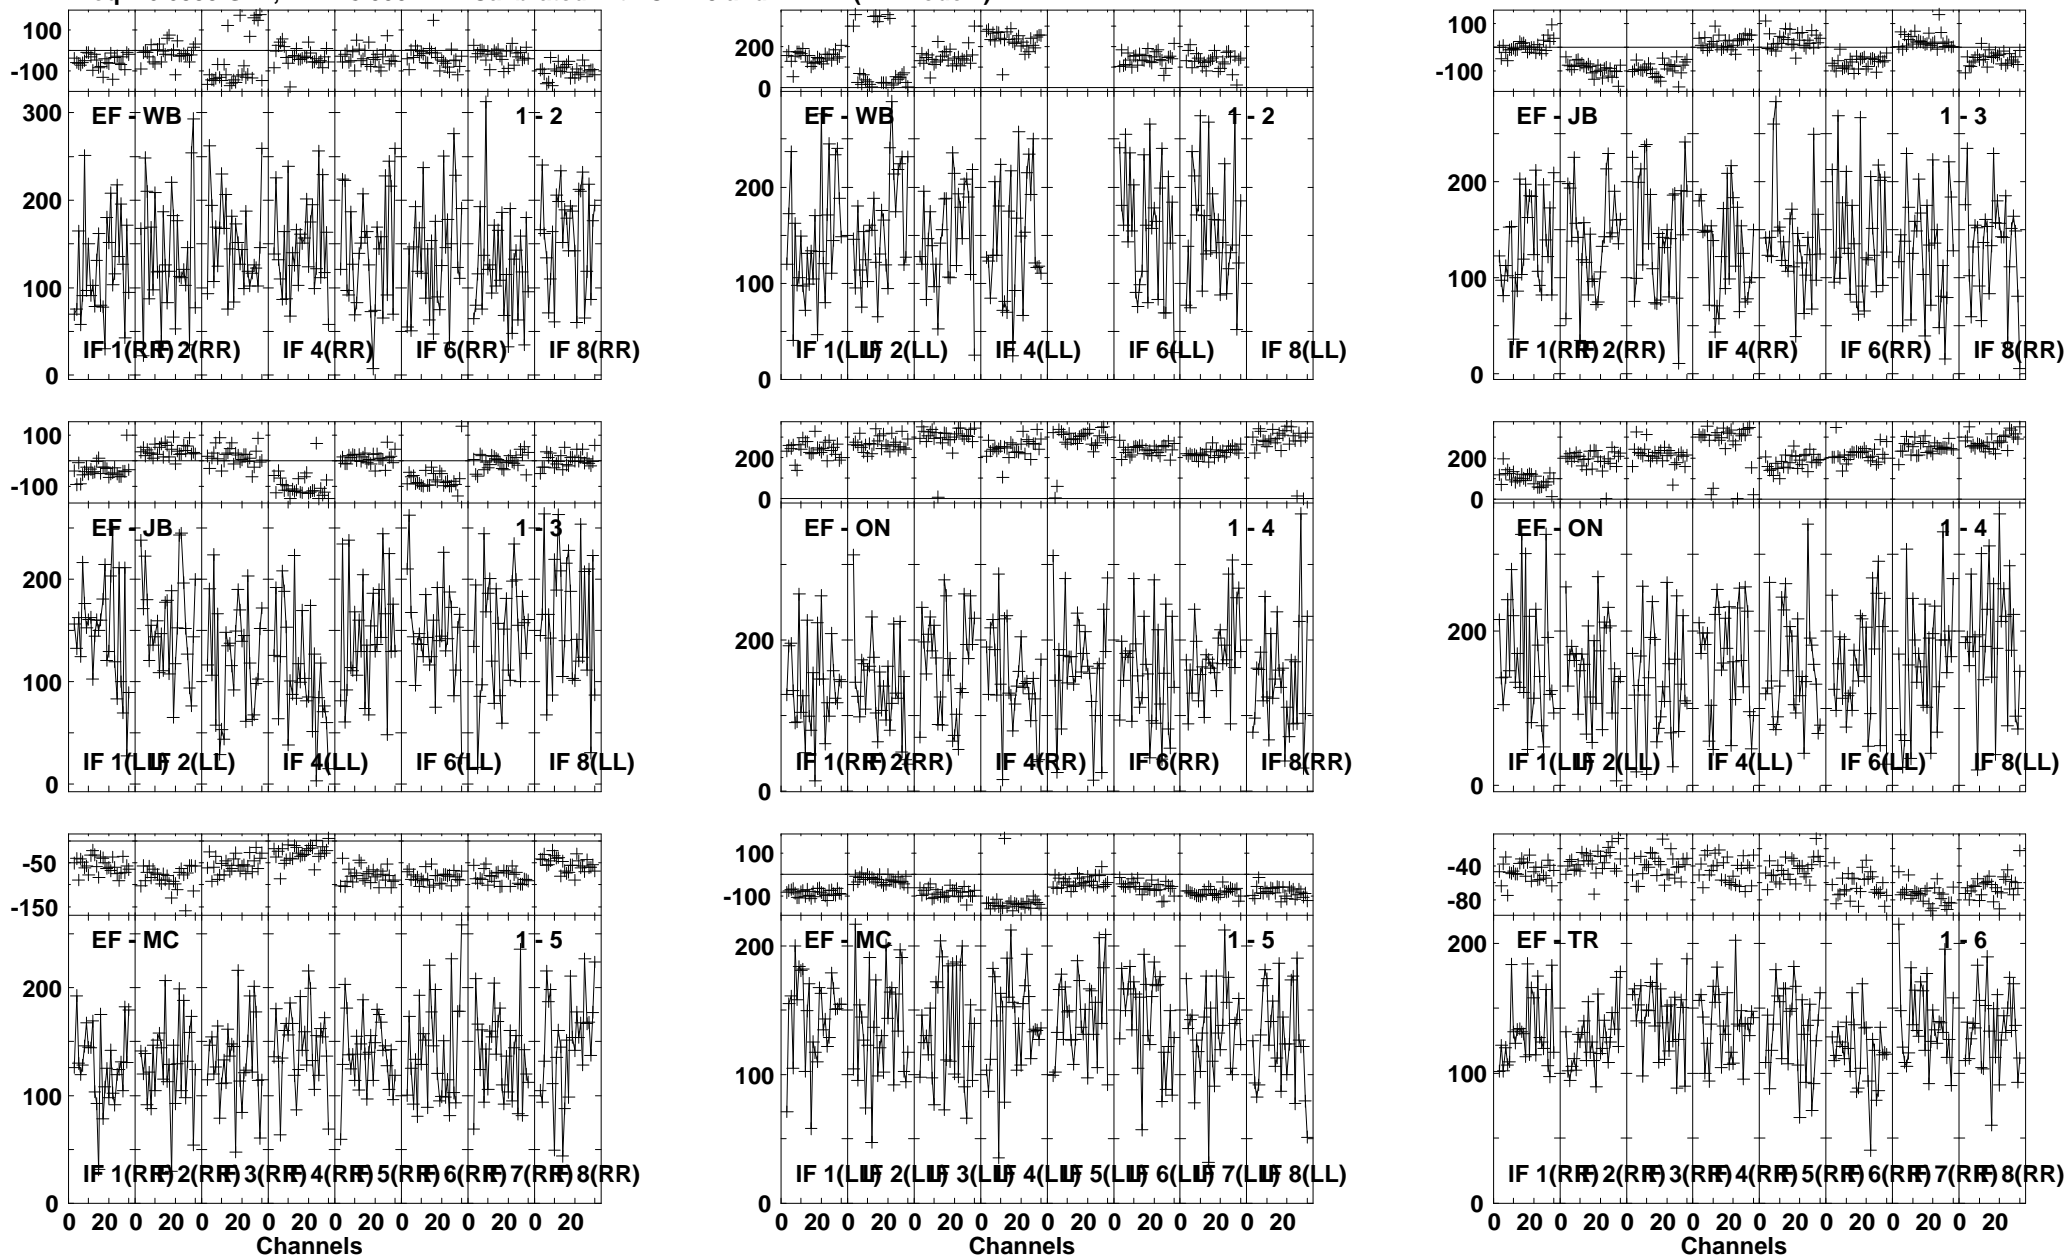 100
-100
300
200
100
0
EF - WB
1 - 2
IF 1(RR)
IF 2(RR)
IF 4(RR)
IF 6(RR)
IF 8(RR)
200
0
200
100
0
EF - WB
1 - 2
IF 1(LL)
IF 2(LL)
IF 4(LL)
IF 6(LL)
IF 8(LL)
100
-100
200
100
0
EF - JB
1 - 3
IF 1(RR)
IF 2(RR)
IF 4(RR)
IF 6(RR)
IF 8(RR)
100
-100
200
100
0
EF - JB
1 - 3
IF 1(LL)
IF 2(LL)
IF 4(LL)
IF 6(LL)
IF 8(LL)
200
0
200
0
EF - ON
1 - 4
IF 1(RR)
IF 2(RR)
IF 4(RR)
IF 6(RR)
IF 8(RR)
200
0
200
0
EF - ON
1 - 4
IF 1(LL)
IF 2(LL)
IF 4(LL)
IF 6(LL)
IF 8(LL)
-50
-150
200
100
0
EF - MC
1 - 5
IF 1(RR)
IF 2(RR)
IF 3(RR)
IF 4(RR)
IF 5(RR)
IF 6(RR)
IF 7(RR)
IF 8(RR)
0 20 0 20 0 20 0 20 0 20 0 20 0 20 0 20
Channels
100
-100
200
100
0
EF - MC
1 - 5
IF 1(LL)
IF 2(LL)
IF 3(LL)
IF 4(LL)
IF 5(LL)
IF 6(LL)
IF 7(LL)
IF 8(LL)
0 20 0 20 0 20 0 20 0 20 0 20 0 20 0 20
Channels
-40
-80
200
100
0
EF - TR
1 - 6
IF 1(RR)
IF 2(RR)
IF 3(RR)
IF 4(RR)
IF 5(RR)
IF 6(RR)
IF 7(RR)
IF 8(RR)
0 20 0 20 0 20 0 20 0 20 0 20 0 20 0 20
Channels